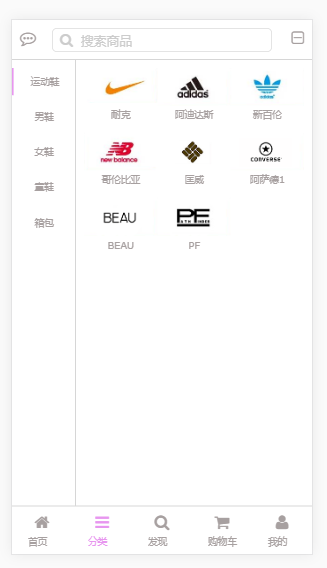 搜索商品
运动鞋
男鞋
女鞋
童鞋
箱包
adidas
adidas
耐克
阿迪达斯
新百伦
new balance
CONVERSE
哥伦比亚
匡威
阿萨德1
BEAU
PF
BEAU
PF
首页
分类
发现
购物车
我的